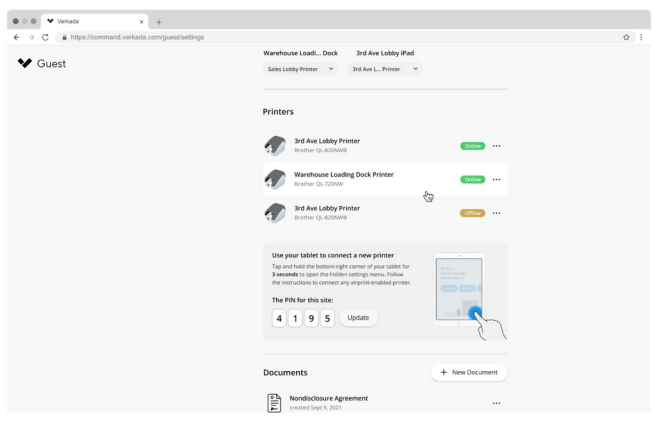 Verkada
https://command.verkada.com/guest/settings
Guest
Warehouse Loadi... Dock
3rd Ave Lobby iPad
Sales Lobby Printer
3rd Ave L... Printer
Printers
3rd Ave Lobby Printer
Brother QL-820NWB
Online
Warehouse Loading Dock Printer
Brother QL-720NW
Online
3rd Ave Lobby Printer
Brother QL-820NWB
Offline
Use your tablet to connect a new printer
Tap and hold the bottom-right corner of your tablet for
3 seconds to open the hidden settings menu. Follow
the instructions to connect any airprint-enabled printer.
The PIN for this site:
4 1 9 5 Update
Documents
+ New Document
Nondisclosure Agreement
created Sept 9, 2021